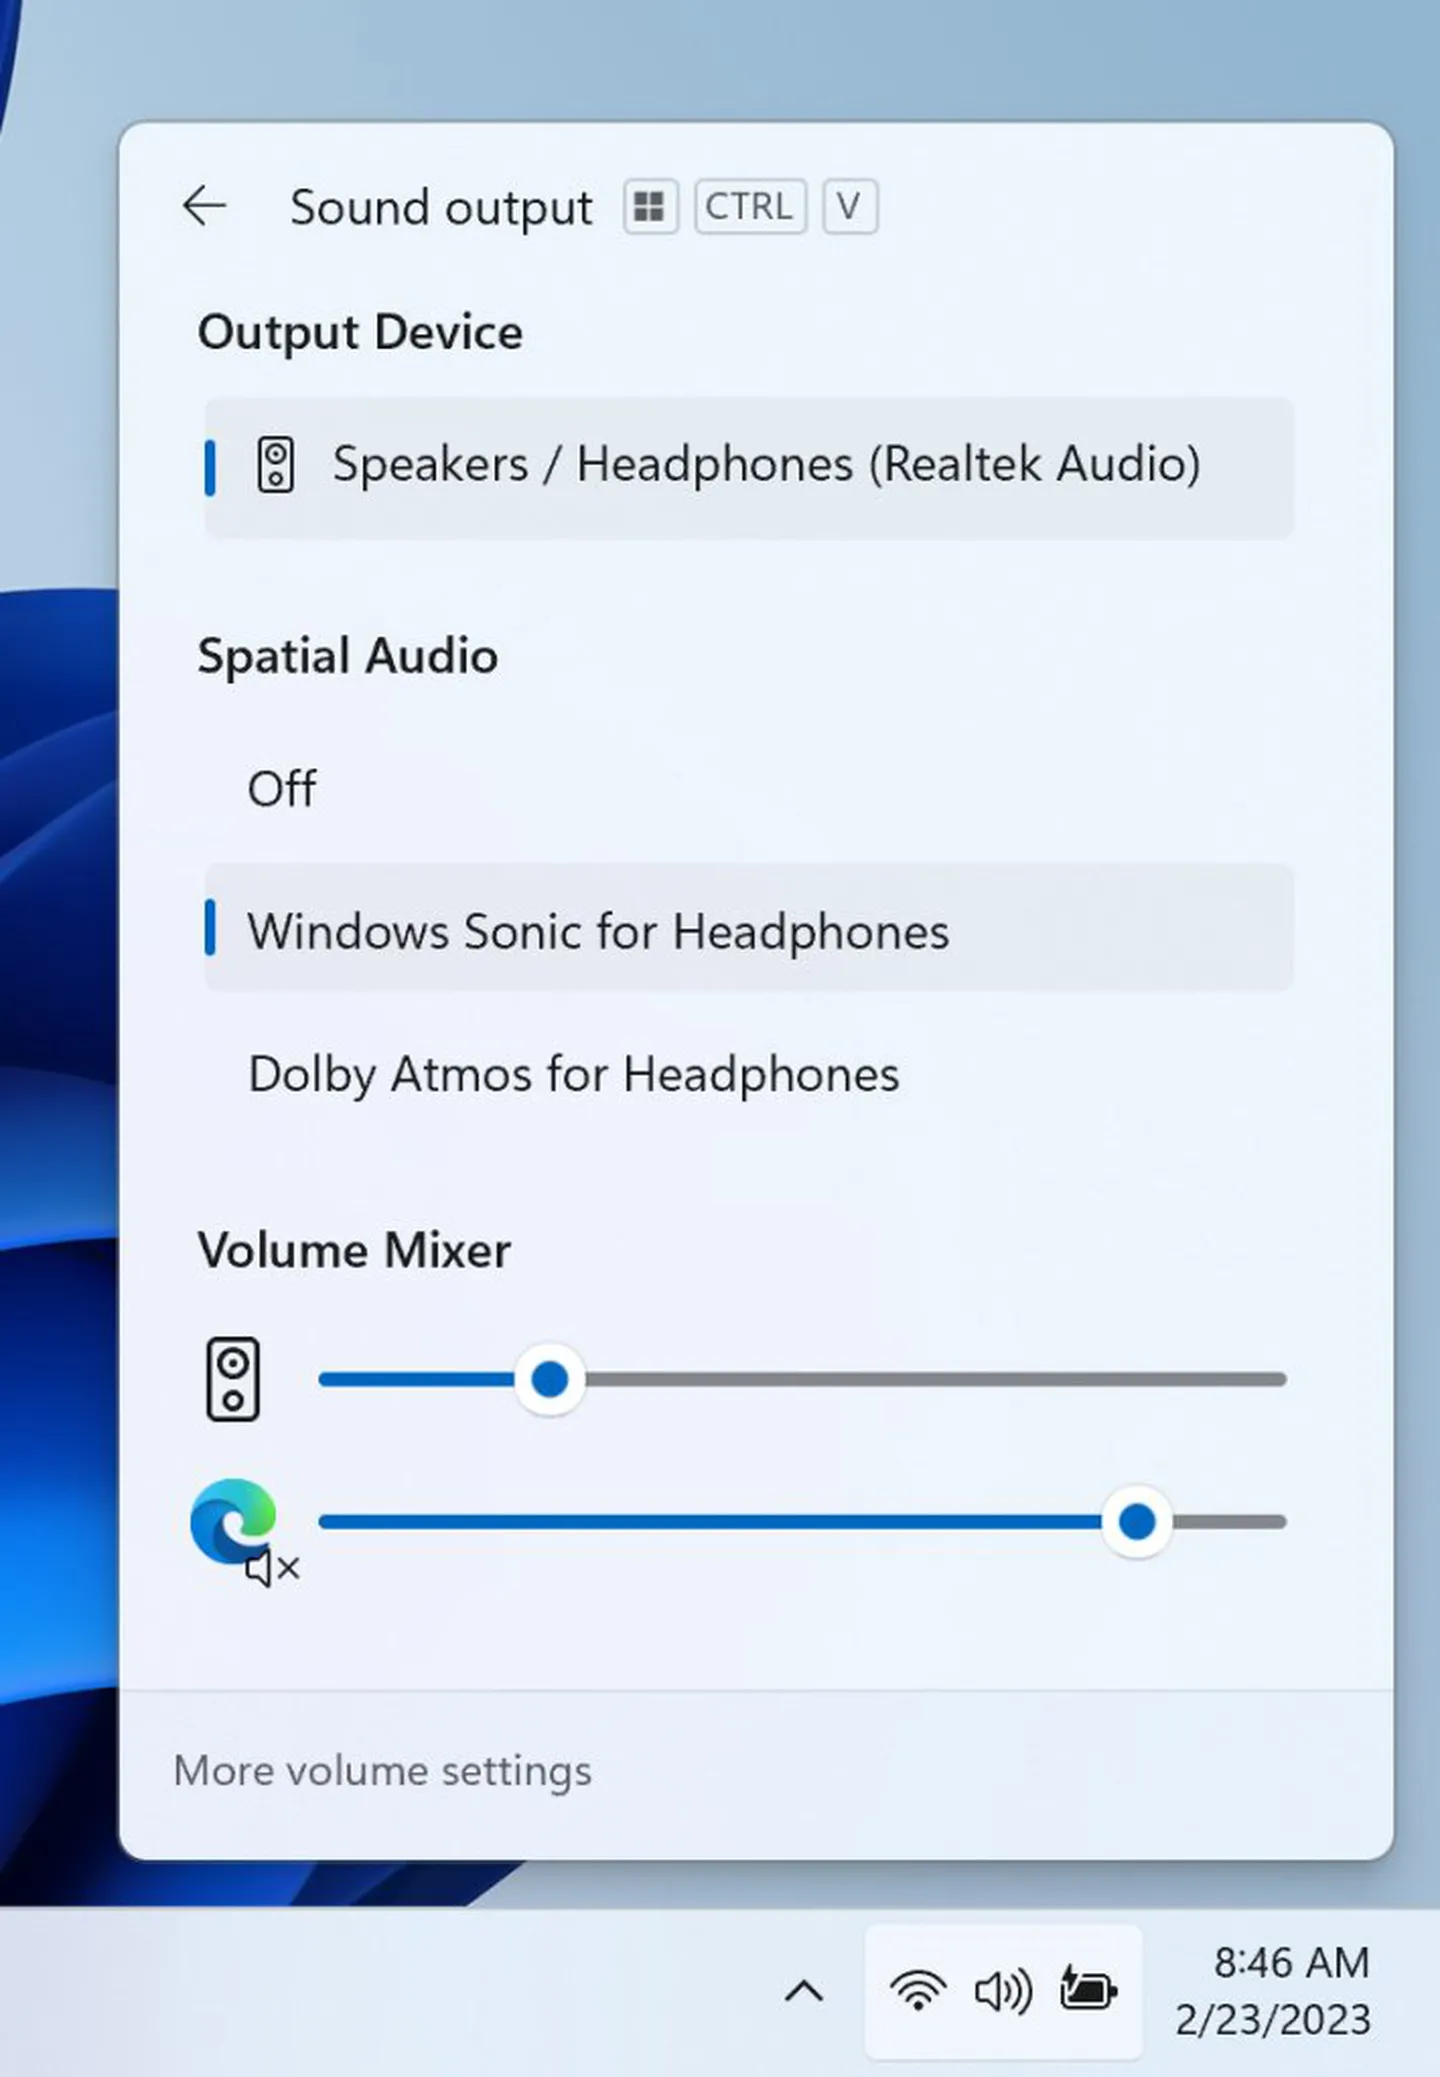 Sound output CTRL V
Output Device
Speakers / Headphones (Realtek Audio)
Spatial Audio
Off
Windows Sonic for Headphones
Dolby Atmos for Headphones
Volume Mixer
More volume settings
8:46 AM
2/23/2023